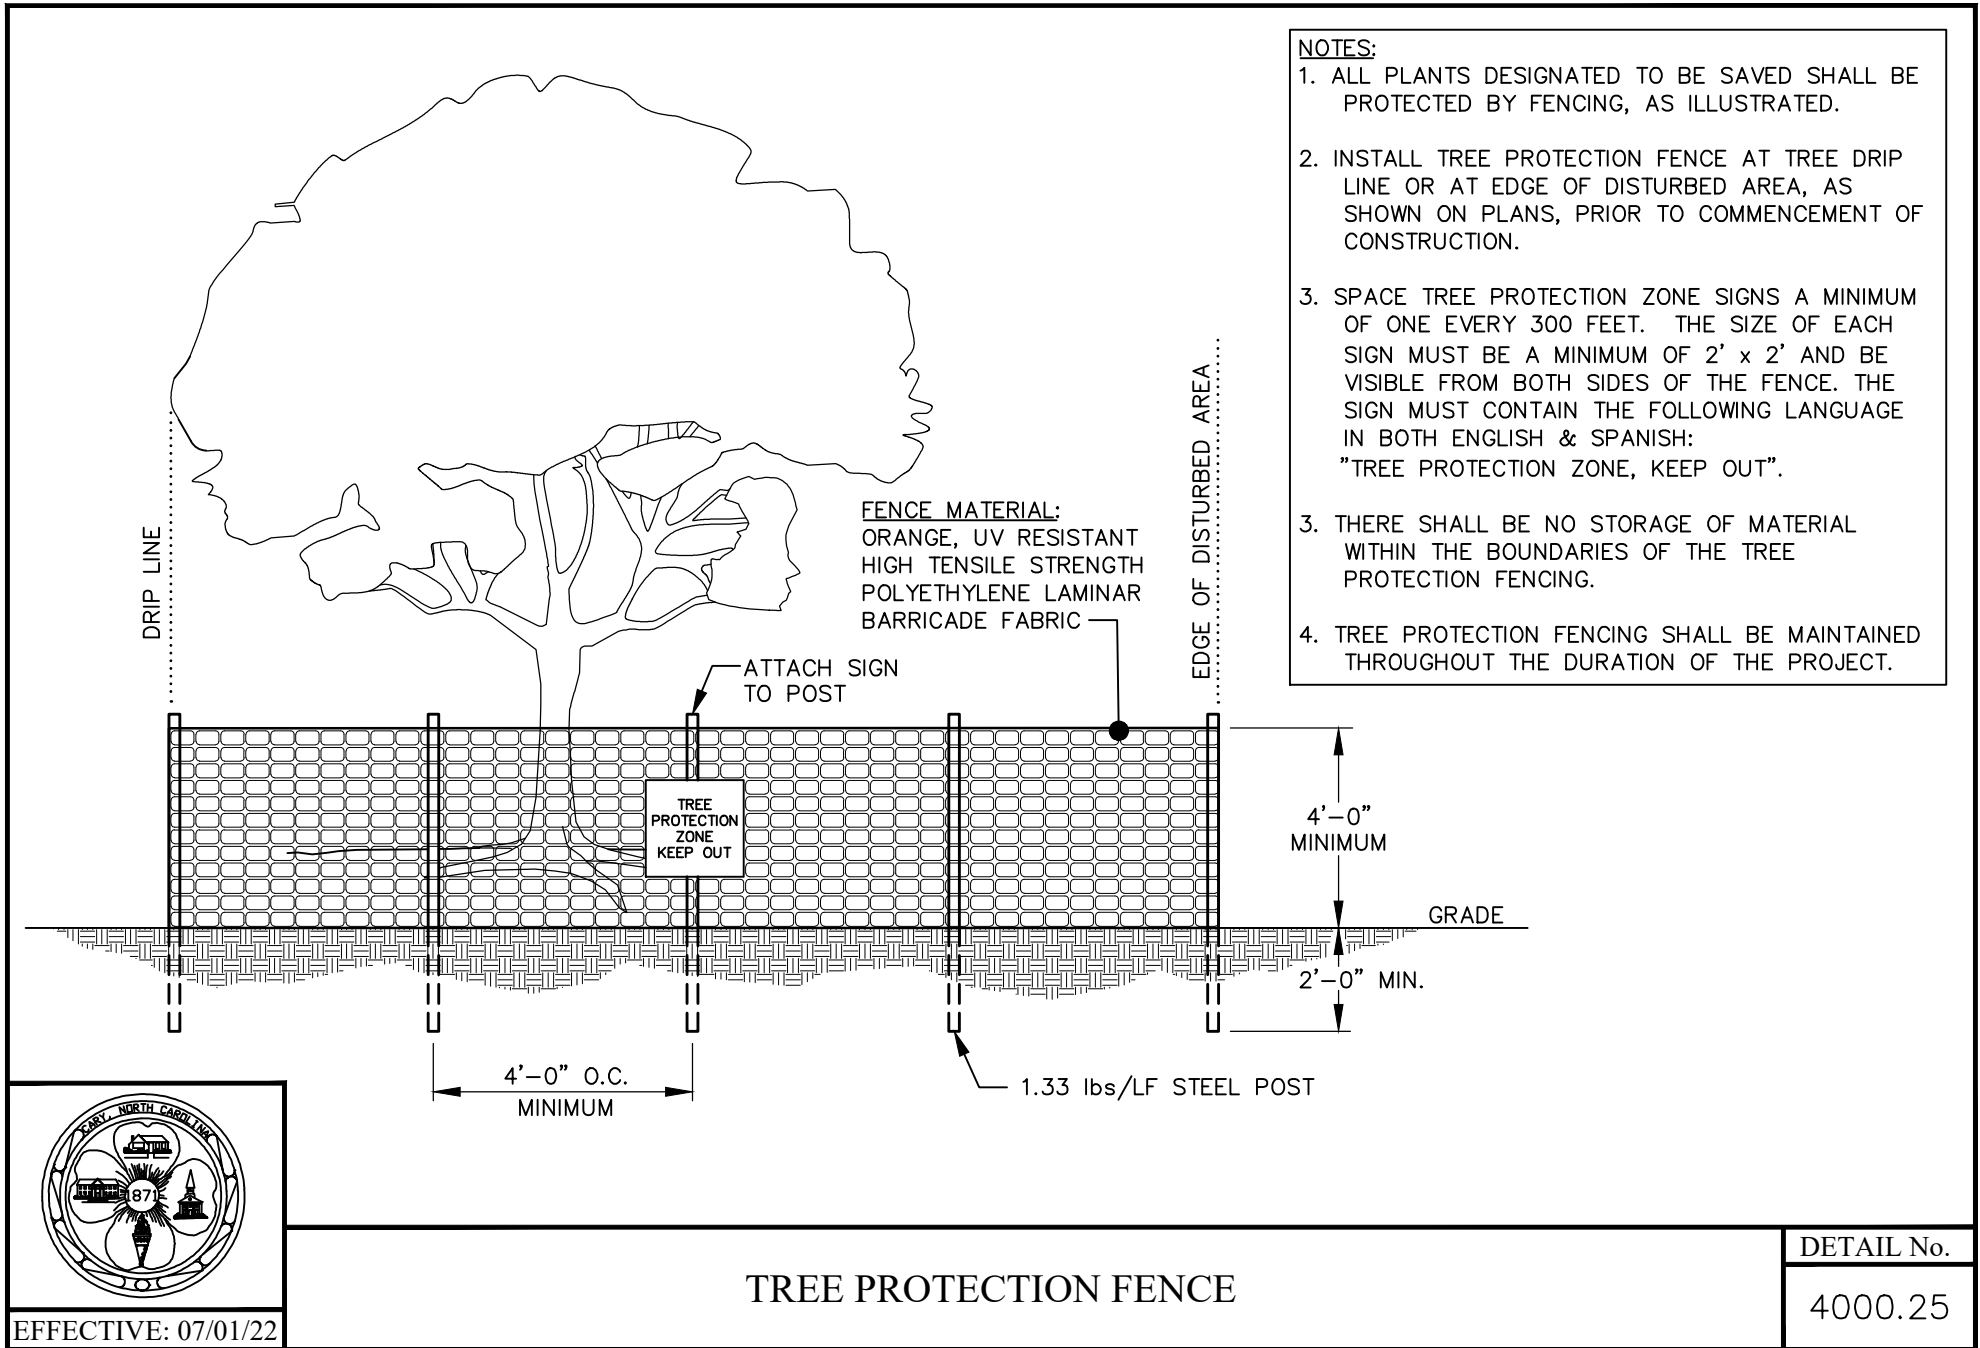 NOTES:
1. ALL PLANTS DESIGNATED TO BE SAVED SHALL BE
PROTECTED BY FENCING, AS ILLUSTRATED.
2. INSTALL TREE PROTECTION FENCE AT TREE DRIP
LINE OR AT EDGE OF DISTURBED AREA, AS
SHOWN ON PLANS, PRIOR TO COMMENCEMENT OF
CONSTRUCTION.
3. SPACE TREE PROTECTION ZONE SIGNS A MINIMUM
OF ONE EVERY 300 FEET. THE SIZE OF EACH
SIGN MUST BE A MINIMUM OF 2' x 2' AND BE
VISIBLE FROM BOTH SIDES OF THE FENCE. THE
SIGN MUST CONTAIN THE FOLLOWING LANGUAGE
IN BOTH ENGLISH & SPANISH:
"TREE PROTECTION ZONE, KEEP OUT".
3. THERE SHALL BE NO STORAGE OF MATERIAL
WITHIN THE BOUNDARIES OF THE TREE
PROTECTION FENCING.
4. TREE PROTECTION FENCING SHALL BE MAINTAINED
THROUGHOUT THE DURATION OF THE PROJECT.
DRIP LINE
EDGE OF DISTURBED AREA
FENCE MATERIAL:
ORANGE, UV RESISTANT
HIGH TENSILE STRENGTH
POLYETHYLENE LAMINAR
BARRICADE FABRIC
ATTACH SIGN
TO POST
TREE
PROTECTION
ZONE
KEEP OUT
4'-0"
MINIMUM
GRADE
2'-0" MIN.
4'-0" O.C.
MINIMUM
1.33 lbs/LF STEEL POST
CARY, NORTH CAROLINA
1871
EFFECTIVE: 07/01/22
TREE PROTECTION FENCE
DETAIL No.
4000.25